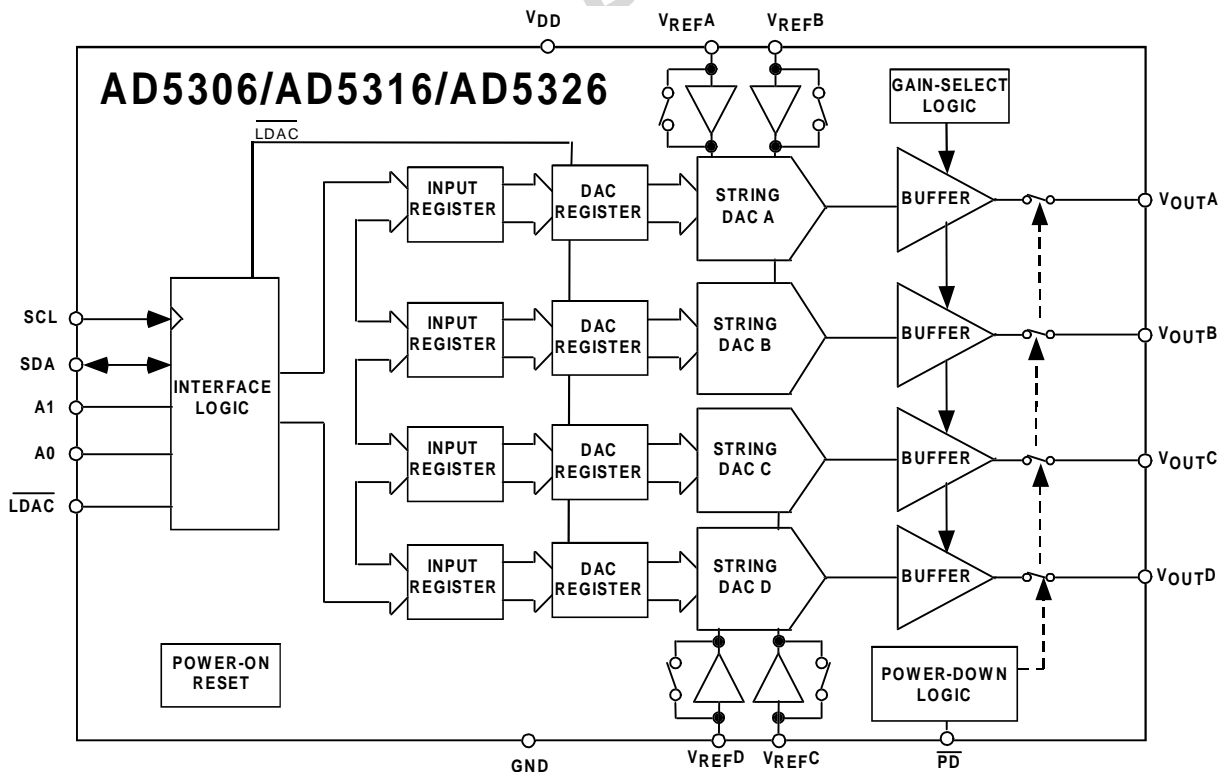 VDD
VREFA
VREFB
AD5306/AD5316/AD5326
GAIN-SELECT
LOGIC
LDAC
INPUT
REGISTER
DAC
REGISTER
STRING
DAC A
BUFFER
VOUTA
SCL
SDA
A1
A0
LDAC
INTERFACE
LOGIC
INPUT
REGISTER
DAC
REGISTER
STRING
DAC B
BUFFER
VOUTB
INPUT
REGISTER
DAC
REGISTER
STRING
DAC C
BUFFER
VOUTC
INPUT
REGISTER
DAC
REGISTER
STRING
DAC D
BUFFER
VOUTD
POWER-ON
RESET
POWER-DOWN
LOGIC
GND
VREFD
VREFC
PD